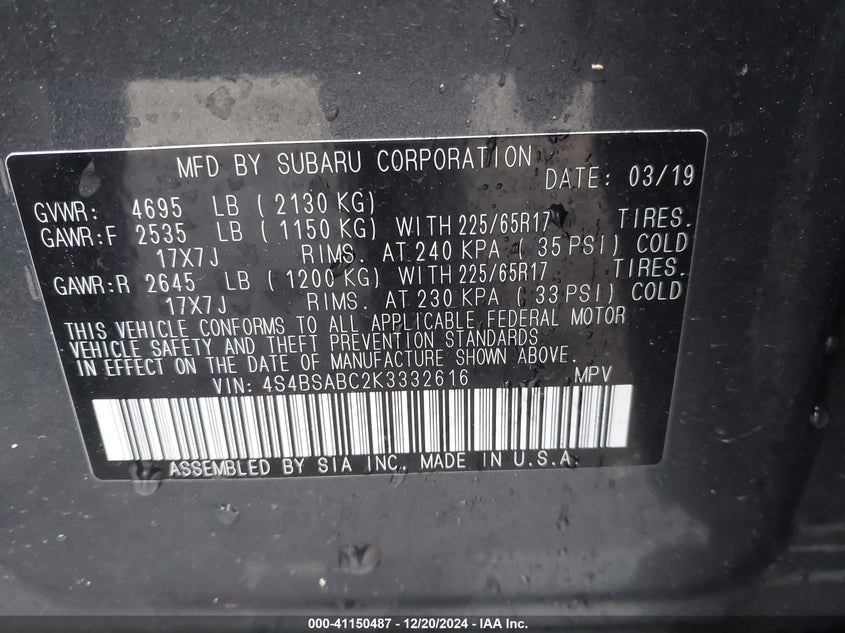 MFD BY SUBARU CORPORATION DATE: 03/19
GVWR: 4695 LB (2130 KG)
GAWR:F 2535 LB (1150 KG) WITH 225/65R17 TIRES.
17X7J RIMS. AT 240 KPA (35 PSI) COLD
GAWR:R 2645 LB (1200 KG) WITH 225/65R17 TIRES.
17X7J RIMS. AT 230 KPA (33 PSI) COLD
THIS VEHICLE CONFORMS TO ALL APPLICABLE FEDERAL MOTOR
VEHICLE SAFETY AND THEFT PREVENTION STANDARDS
IN EFFECT ON THE DATE OF MANUFACTURE SHOWN ABOVE.
VIN: 4S4BSABC2K3332616 MPV
ASSEMBLED BY SIA INC. MADE IN U.S.A.
000-41150487 - 12/20/2024 - IAA Inc.